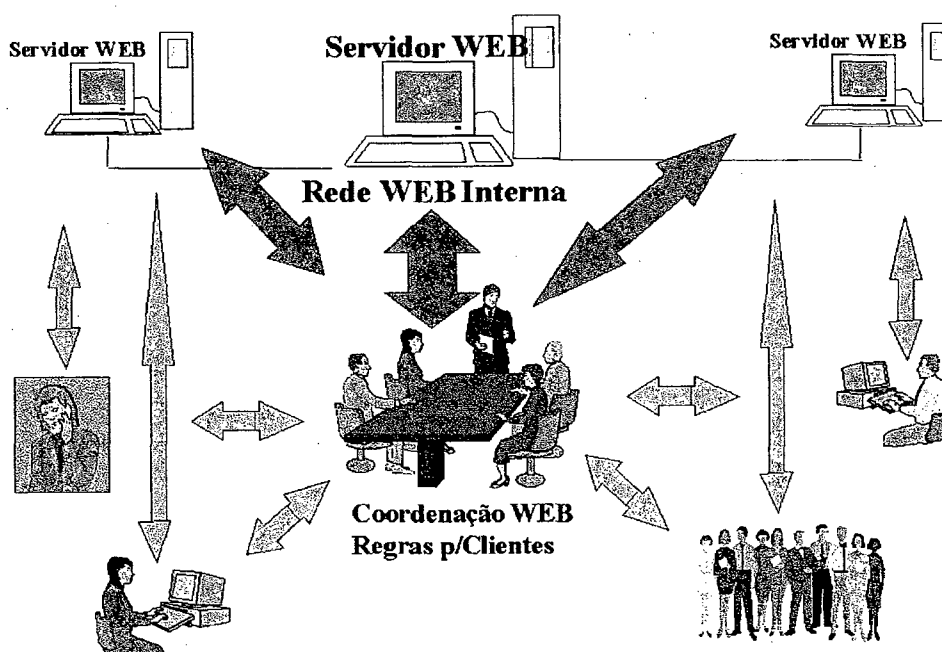 Servidor WEB
Servidor WEB
Servidor WEB
Rede WEB Interna
Coordenação WEB
Regras p/Clientes